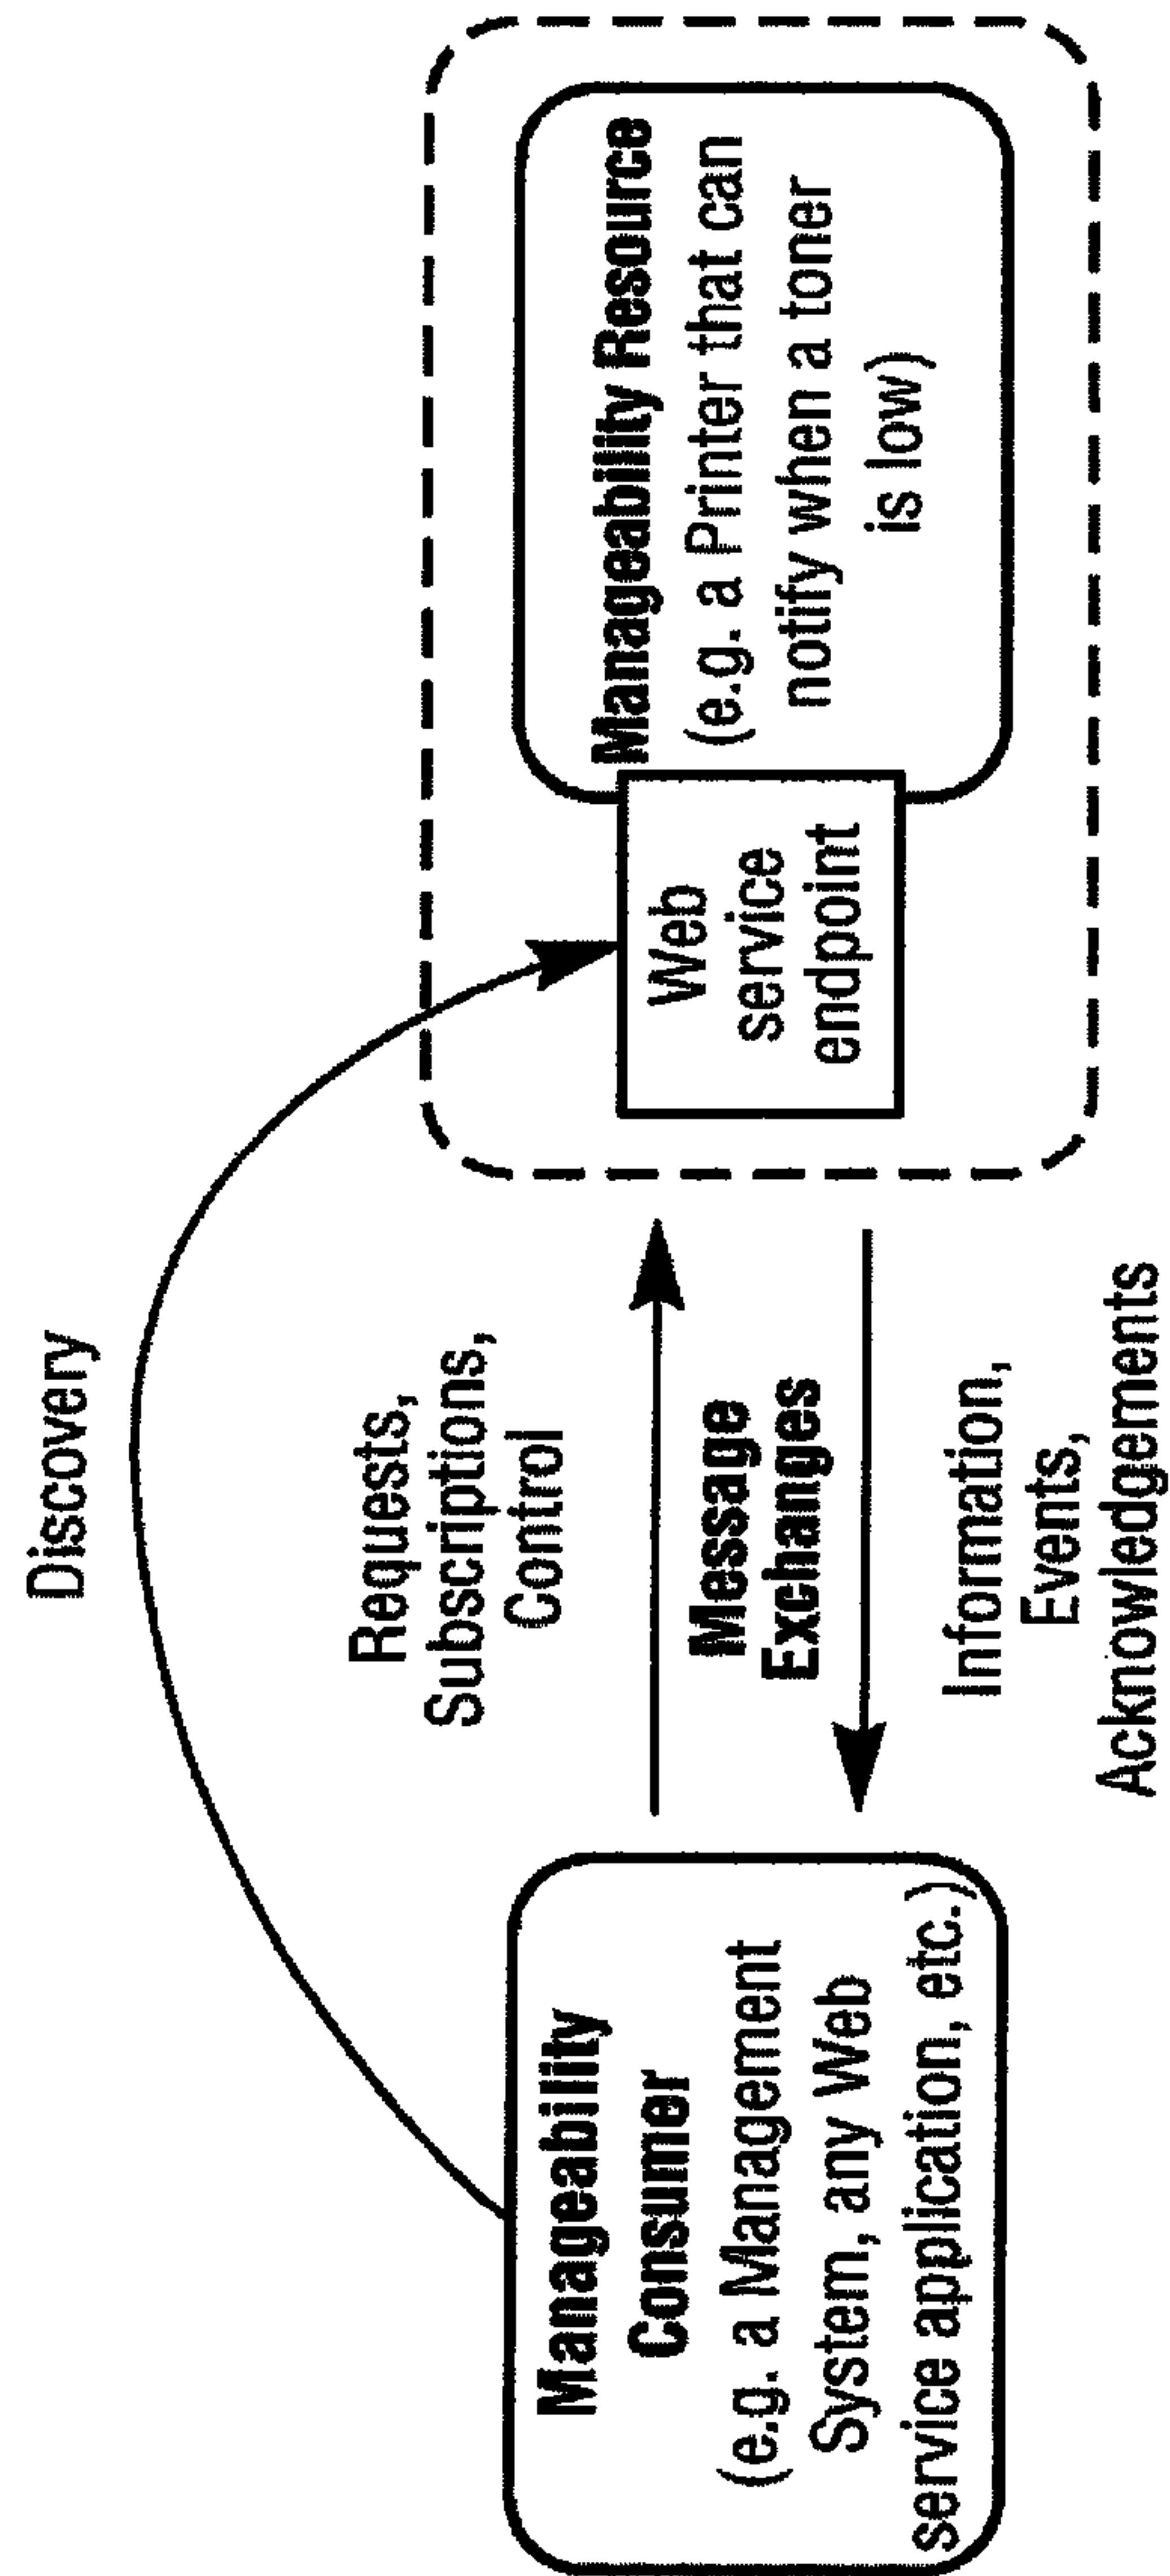 Discovery
Requests,
Subscriptions,
Control
Message
Exchanges
Information,
Events,
Acknowledgements
Manageability
Consumer
(e.g. a Management
System, any Web
service application, etc.)
Web
service
endpoint
Manageability Resource
(e.g. a Printer that can
notify when a toner
is low)